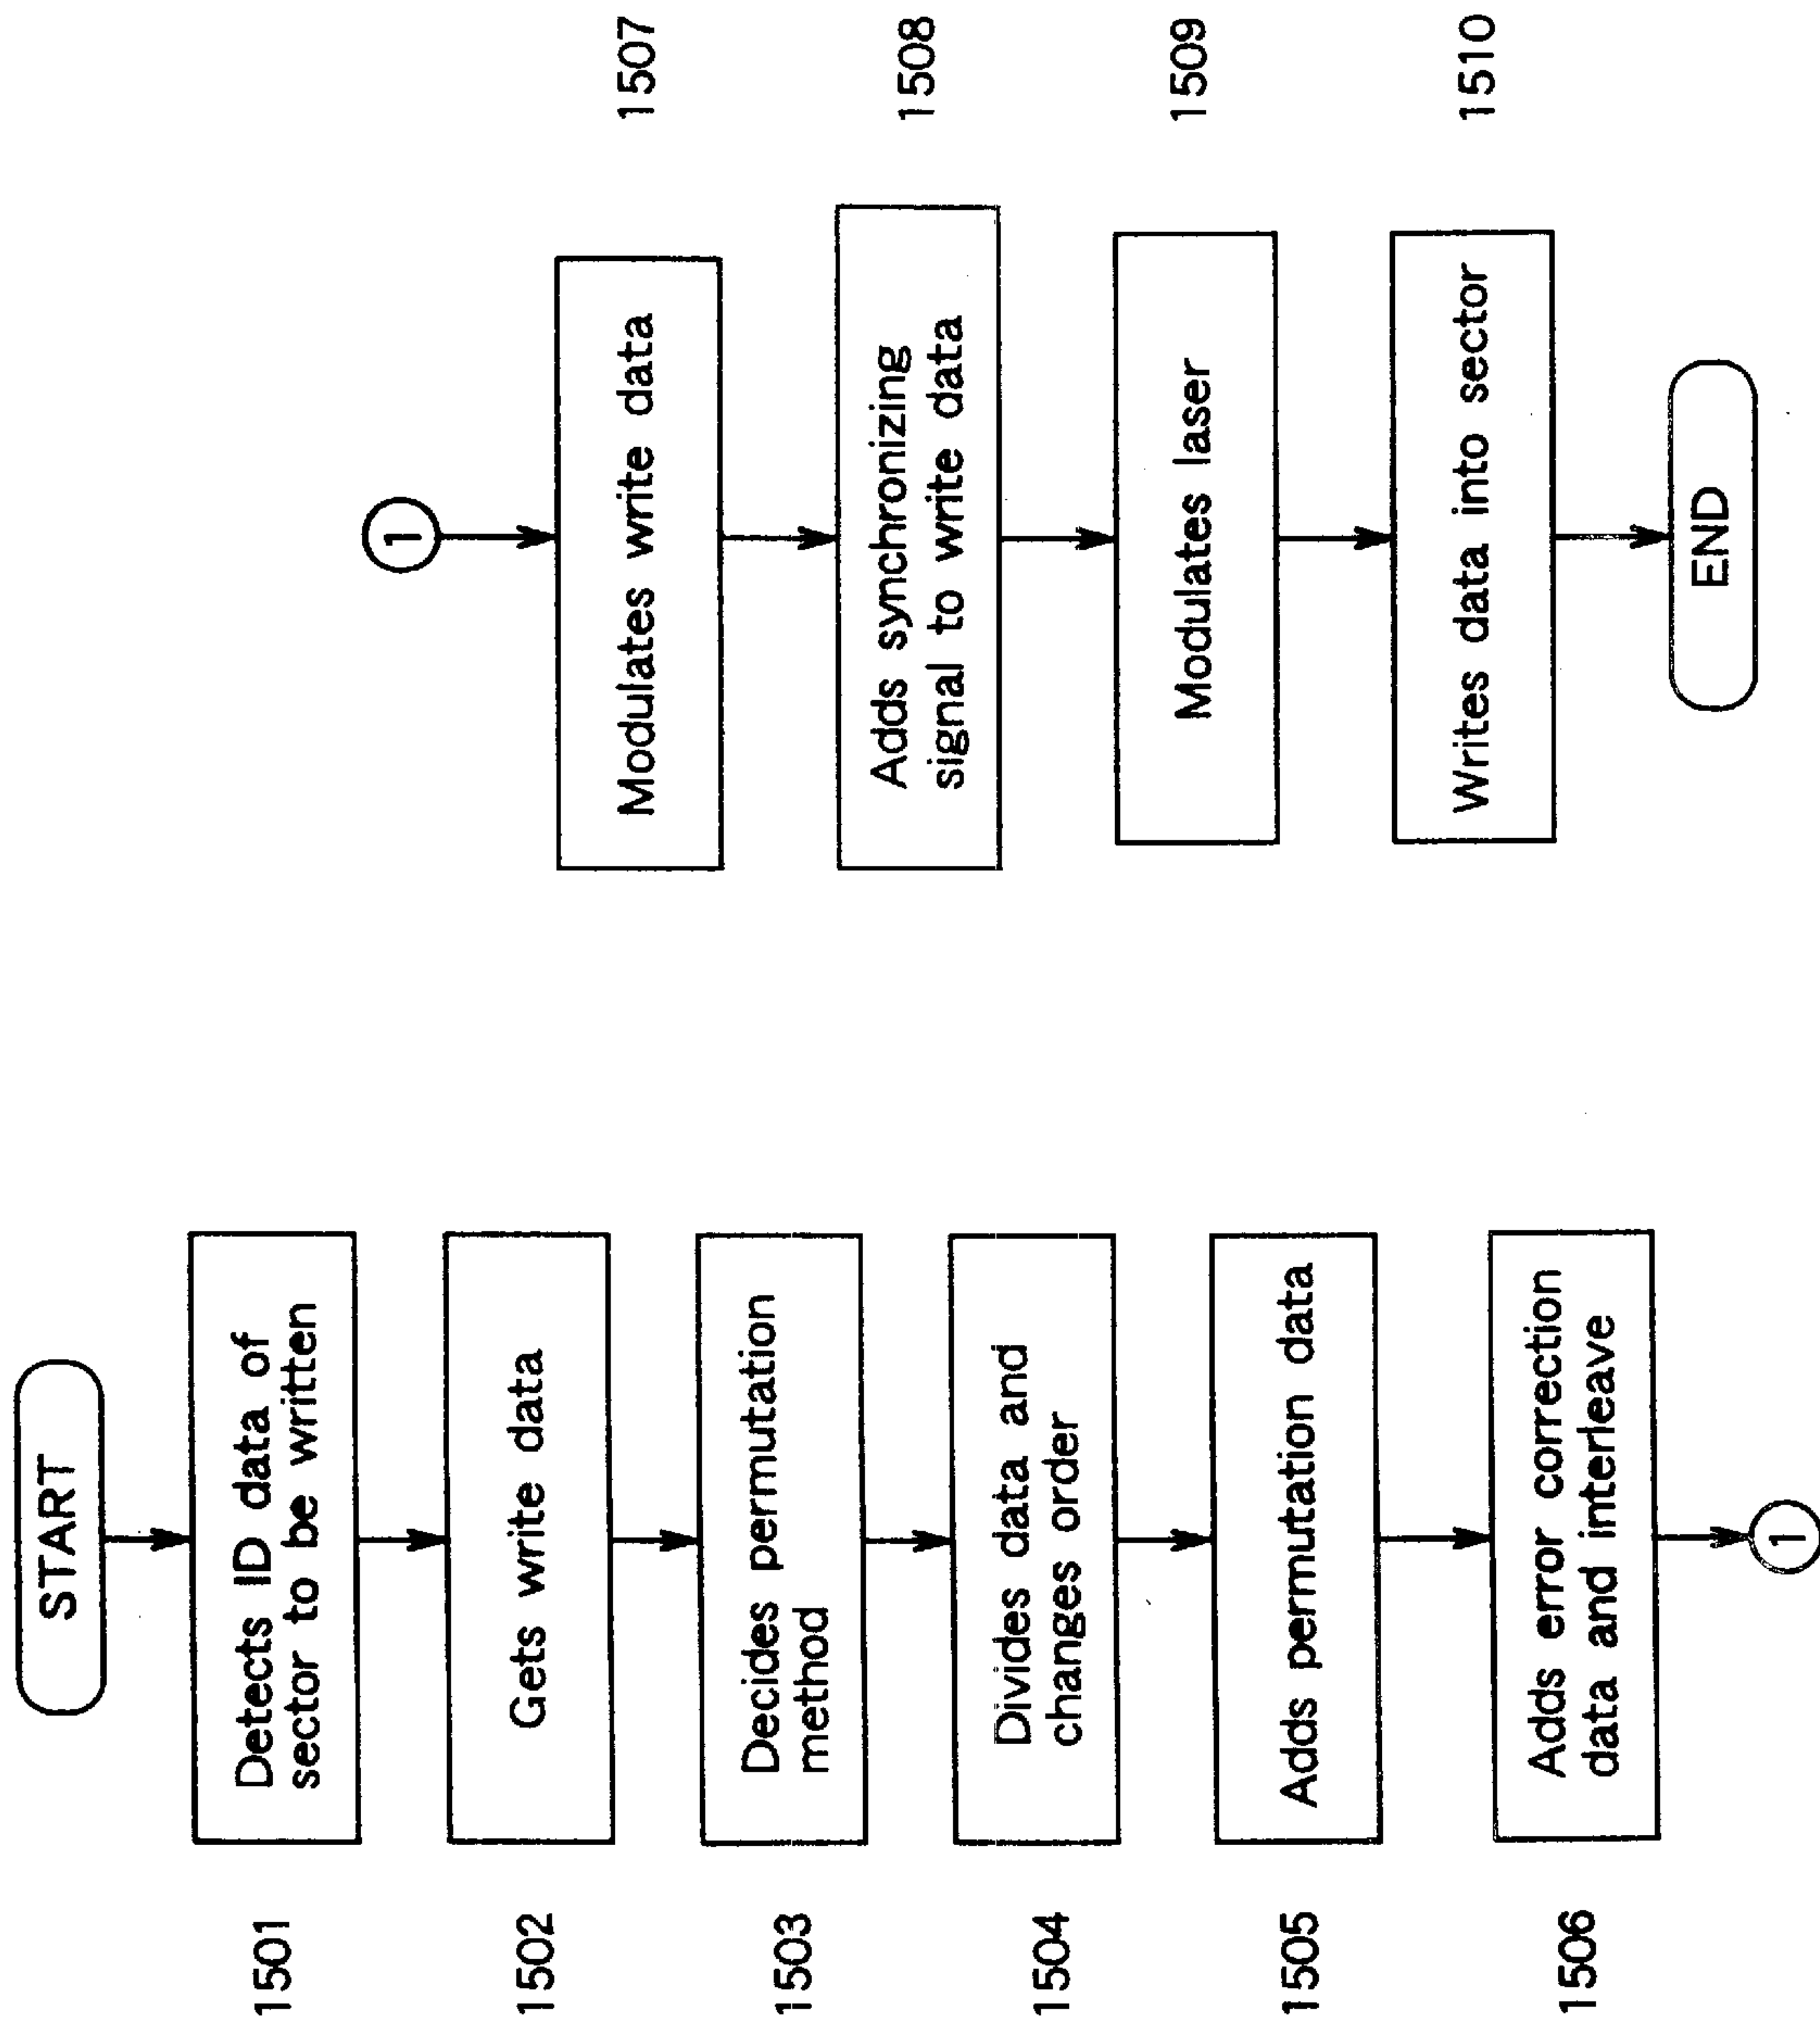 START
1501
Detects ID data of
sector to be written
1502
Gets write data
1503
Decides permutation
method
1504
Divides data and
changes order
1505
Adds permutation data
1506
Adds error correction
data and interleave
1
1
Modulates write data
1507
Adds synchronizing
signal to write data
1508
Modulates laser
1509
Writes data into sector
1510
END